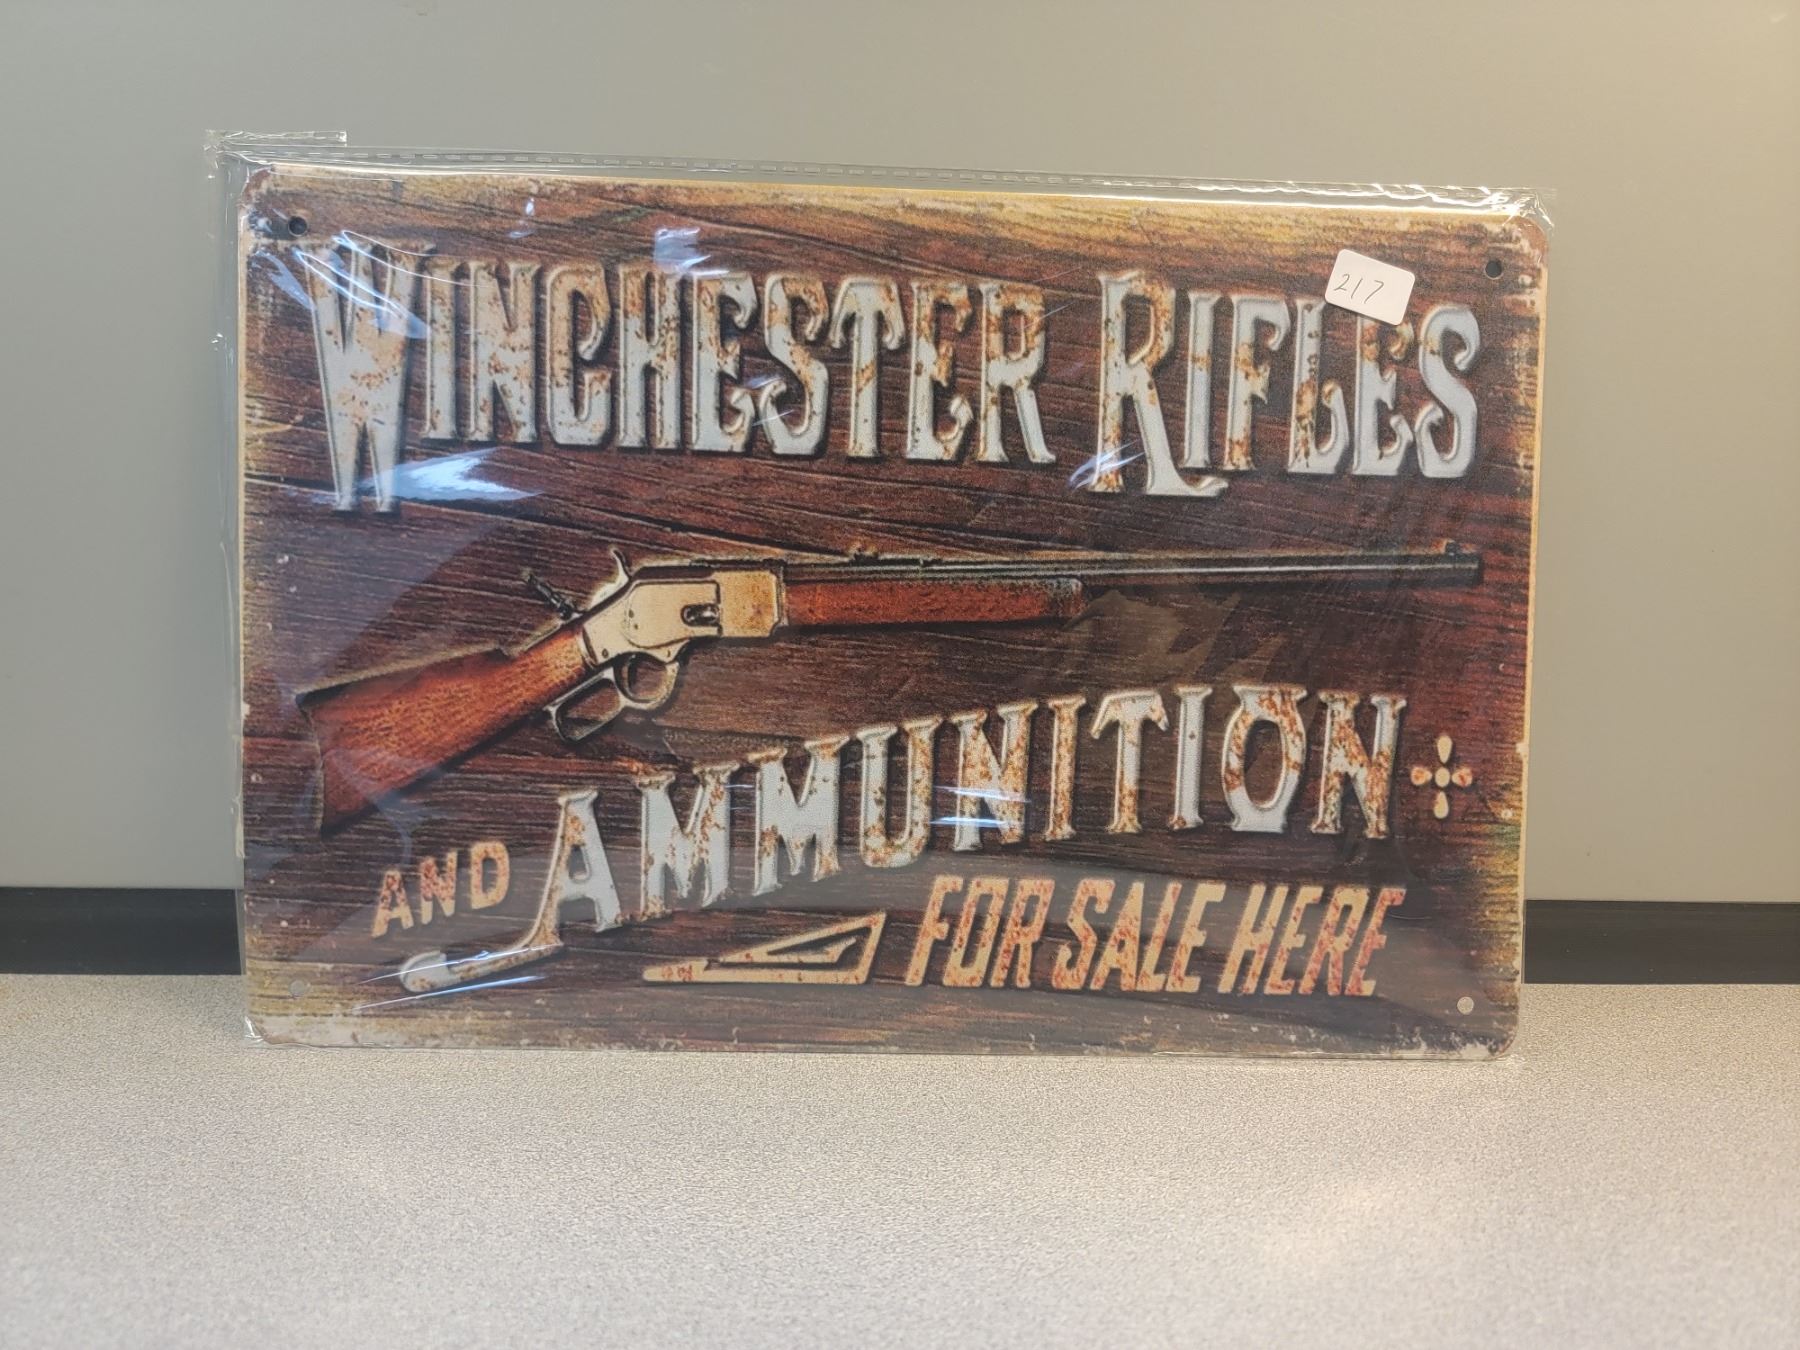 217
WINCHESTER RIFLES
AND AMMUNITION
FOR SALE HERE